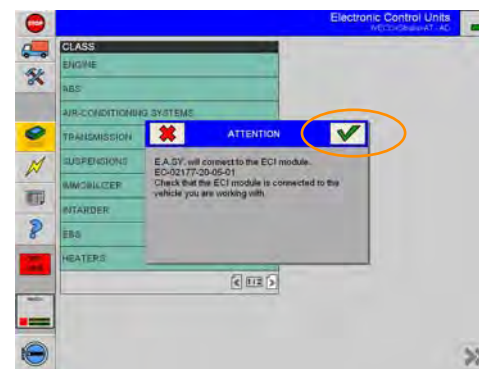 STOP
Electronic Control Units
CLASS
ENGINE
ABS
AIR-CONDITIONING SYSTEMS
TRANSMISSION
SUSPENSIONS
IMMOBILIZER
INTARDER
EBS
HEATERS
ATTENTION
E.A.SY. will connect to the ECI module.
EC-02177-20-05-01
Check that the ECI module is connected to the
vehicle you are working with.
1/2